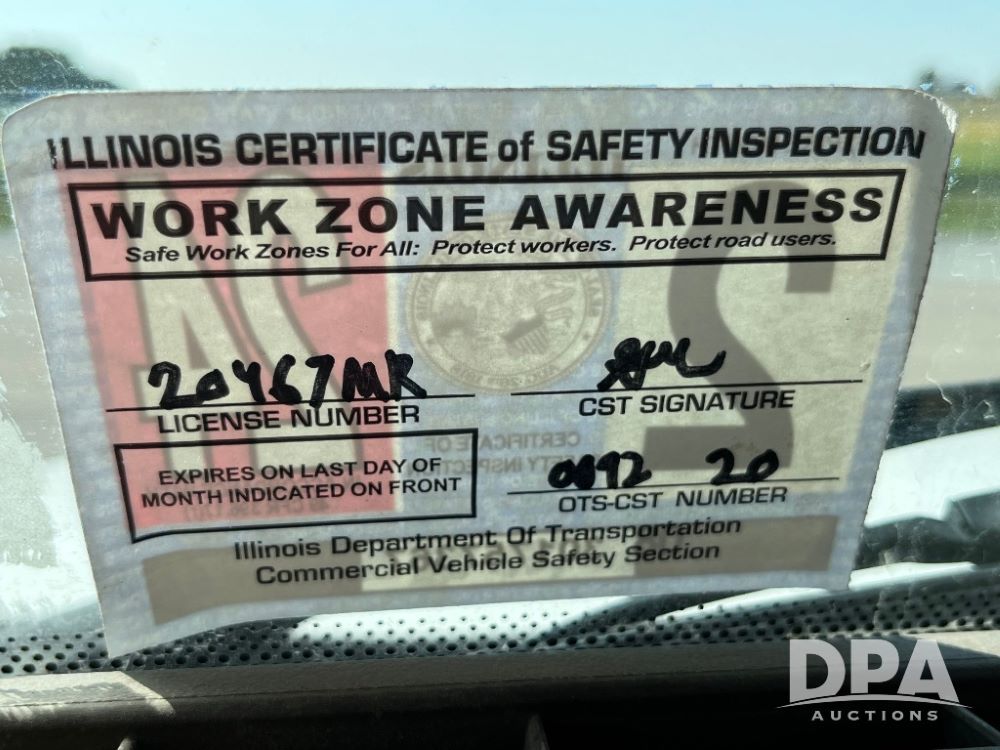 ILLINOIS CERTIFICATE of SAFETY INSPECTION
WORK ZONE AWARENESS
Safe Work Zones For All: Protect workers. Protect road users.
20467MR
LICENSE NUMBER
CST SIGNATURE
EXPIRES ON LAST DAY OF
MONTH INDICATED ON FRONT
0092 20
OTS-CST NUMBER
Illinois Department Of Transportation
Commercial Vehicle Safety Section
DPA
AUCTIONS